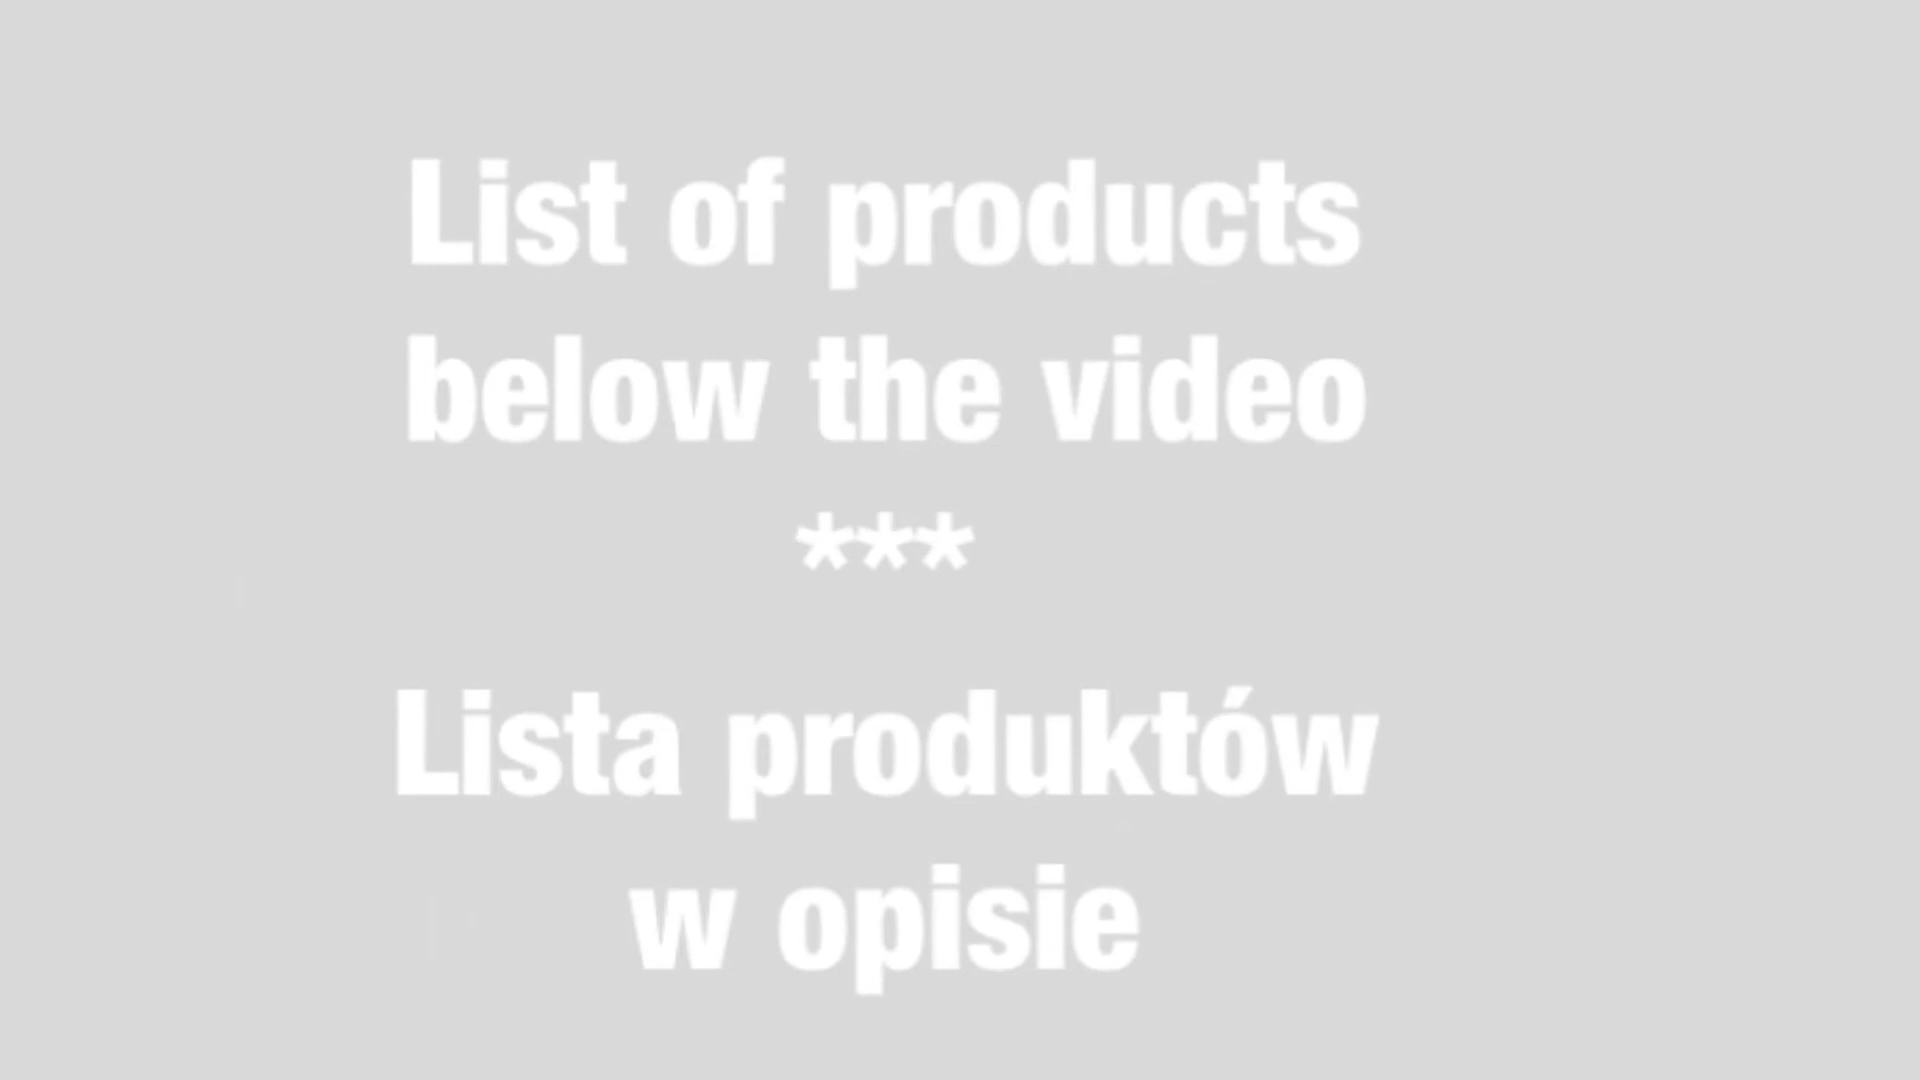 List of products
below the video
***
Lista produktów
w opisie